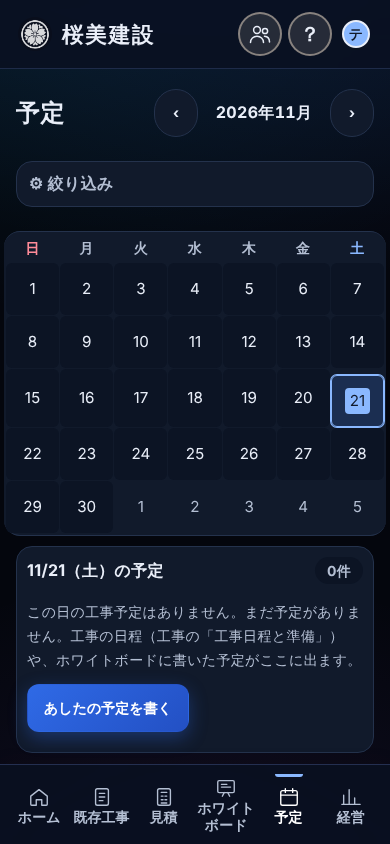 桜美建設
?
テ
予定
‹
2026年11月
›
⚙ 絞り込み
日 月 火 水 木 金 土
1 2 3 4 5 6 7
8 9 10 11 12 13 14
15 16 17 18 19 20 21
22 23 24 25 26 27 28
29 30 1 2 3 4 5
11/21（土）の予定
0件
この日の工事予定はありません。まだ予定がありま
せん。工事の日程（工事の「工事日程と準備」）
や、ホワイトボードに書いた予定がここに出ます。
あしたの予定を書く
ホーム
既存工事
見積
ホワイト
ボード
予定
経営